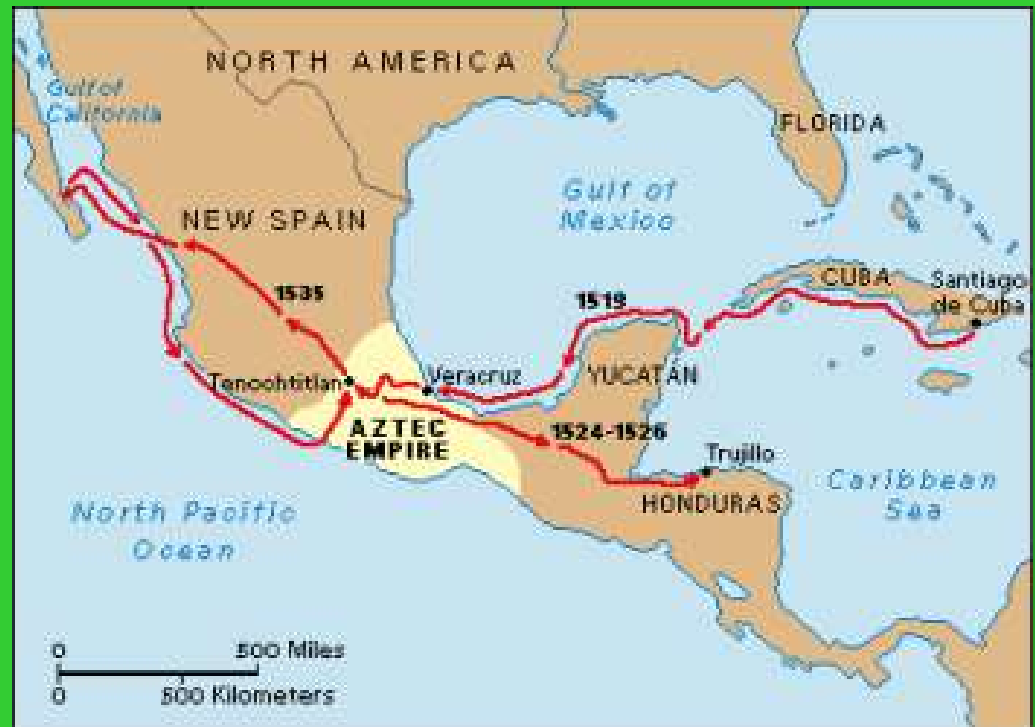 NORTH AMERICA
Gulf of
California
FLORIDA
Gulf of
Mexico
NEW SPAIN
CUBA
Santiago
de Cuba
1535
1519
Tenochtitlan
Veracruz
YUCATÁN
AZTEC
EMPIRE
1524-1526
Trujillo
HONDURAS
Caribbean
Sea
North Pacific
Ocean
0 500 Miles
0 500 Kilometers